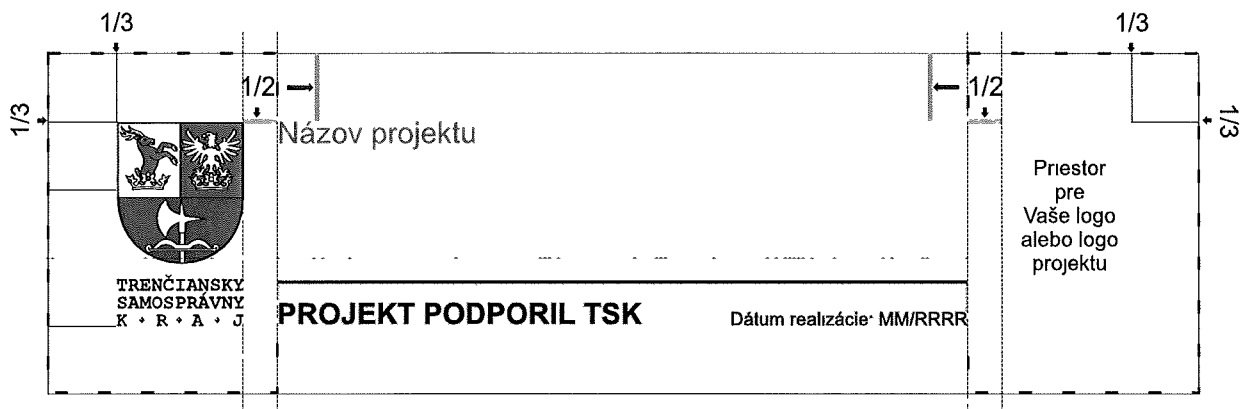 1/3
1/3
1/2
1/2
1/3
1/3
Názov projektu
Priestor
pre
Vaše logo
alebo logo
projektu
TRENČIANSKY
SAMOSPRÁVNY
K • R • A • J
PROJEKT PODPORIL TSK
Dátum realizácie: MM/RRRR